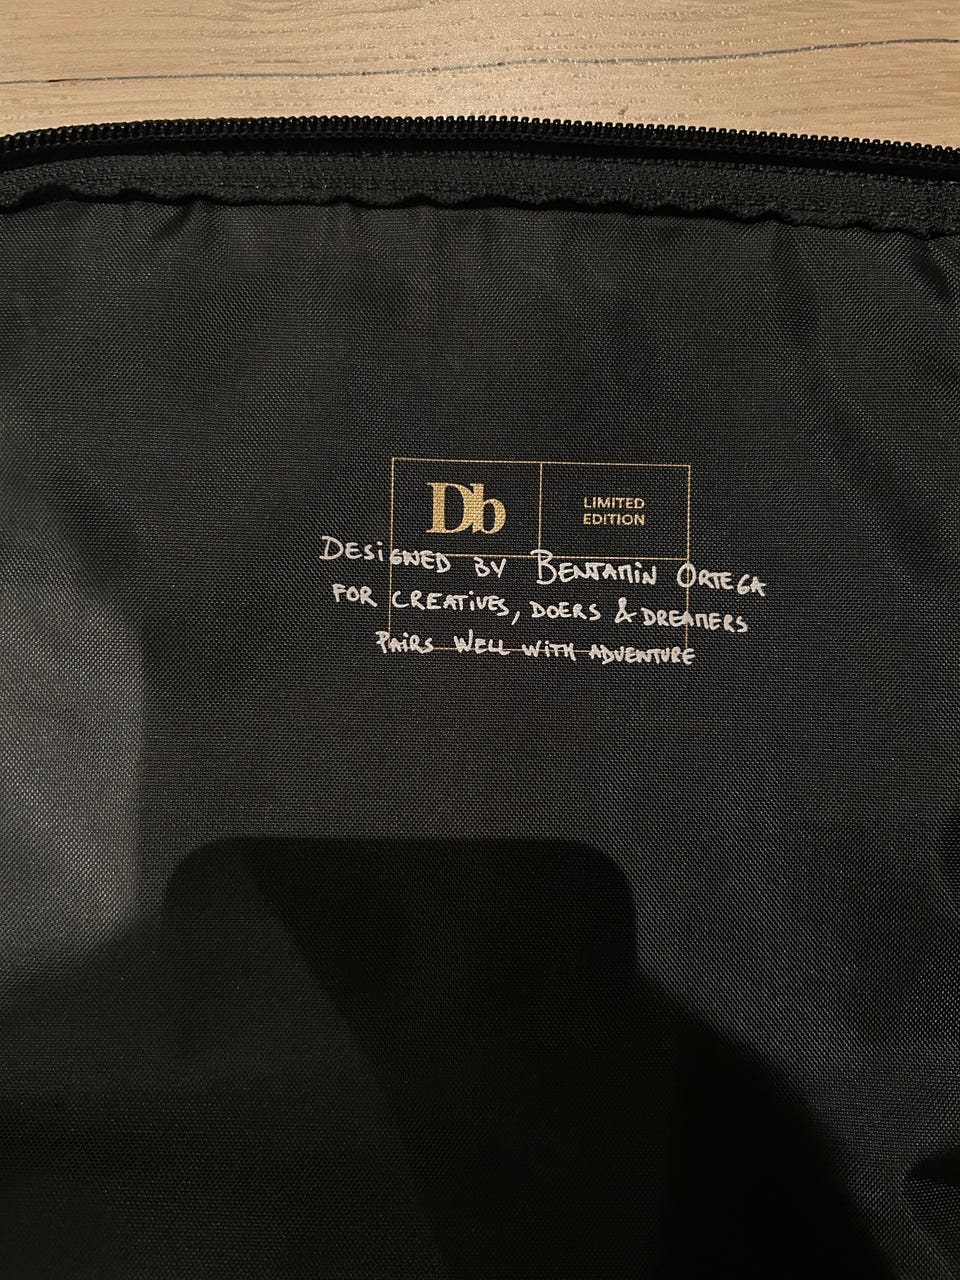 Db
LIMITED
EDITION
DESiGNED BY BENJAMiN ORTEGA
FOR CREATiVES, DOERS & DREAMERS
PAiRS WELL WiTH ADVENTURE